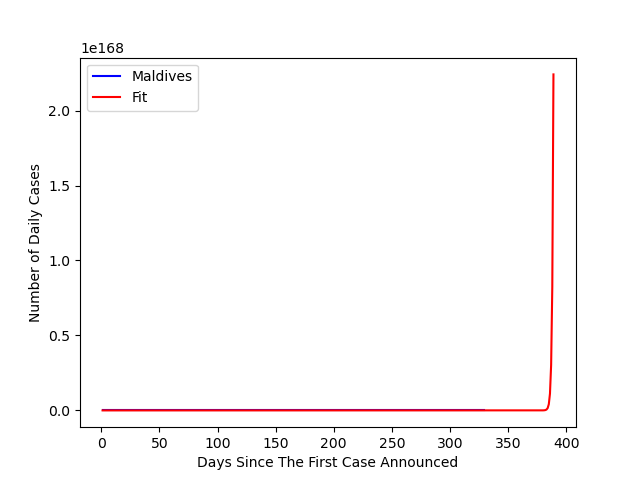 1e168
Maldives
Fit
2.0
1.5
1.0
0.5
0.0
Number of Daily Cases
0 50 100 150 200 250 300 350 400
Days Since The First Case Announced